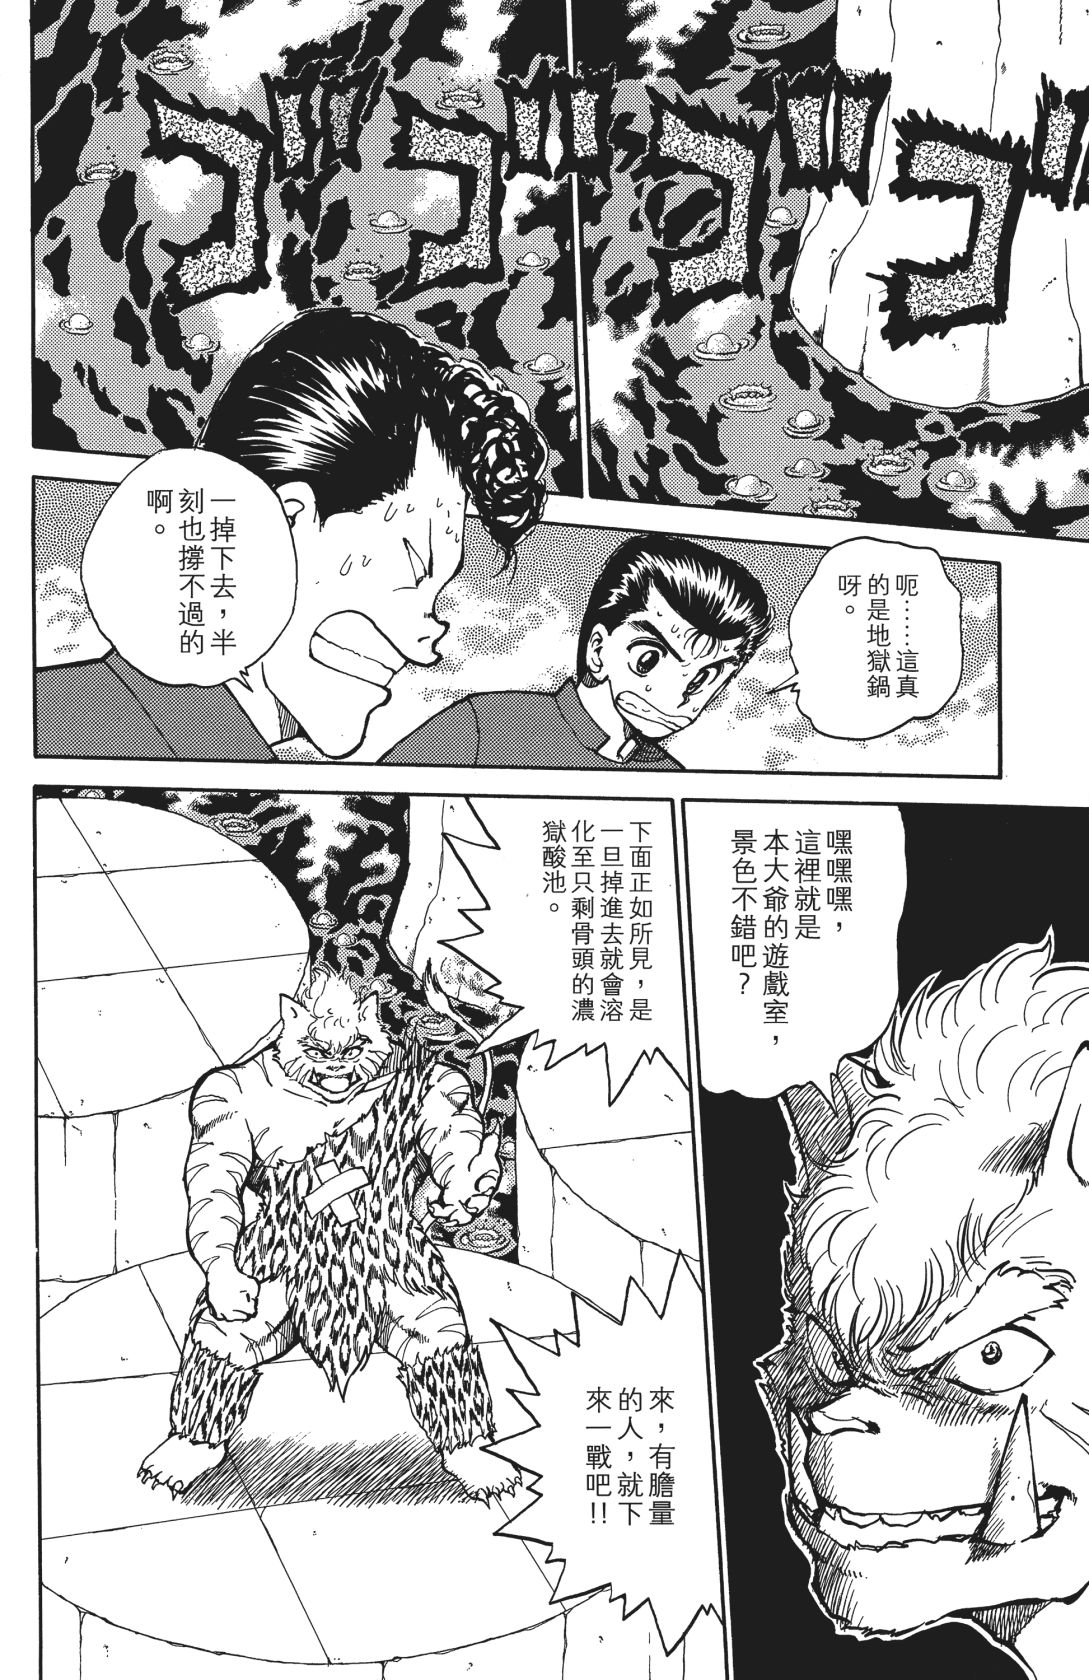 ゴゴゴゴ
呃……這真
的是地獄鍋
呀。
一掉下去，半
刻也撐不過的
啊。
嘿嘿嘿，
這裡就是
本大爺的遊戲室，
景色不錯吧？
下面正如所見，是
一旦掉進去就會溶
化至只剩骨頭的濃
獄酸池。
來，有膽量
的人，就下
來一戰吧!!